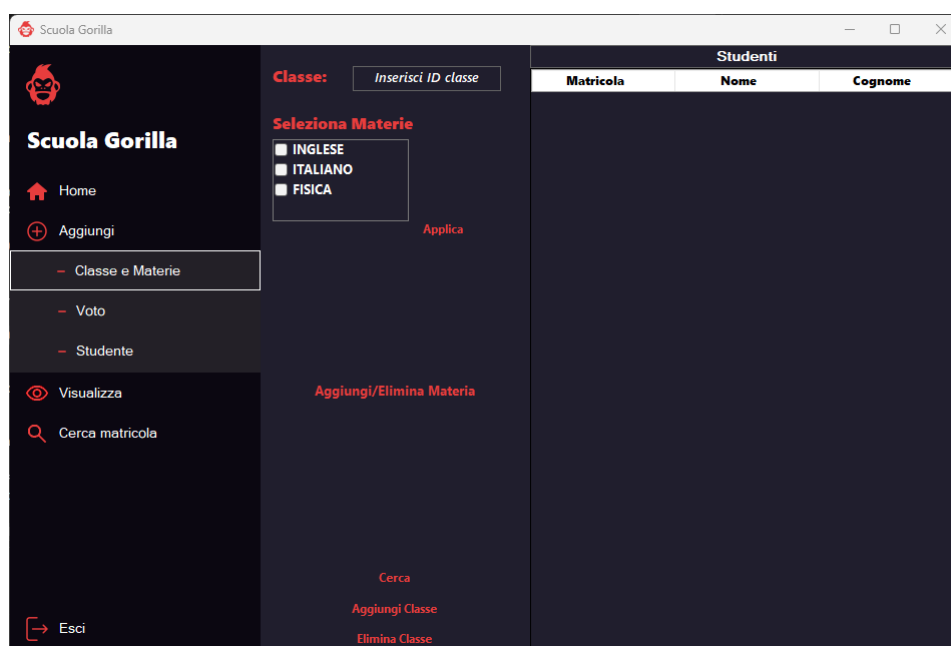 Scuola Gorilla
Scuola Gorilla
Home
Aggiungi
Classe e Materie
Voto
Studente
Visualizza
Cerca matricola
Esci
Classe: Inserisci ID classe
Seleziona Materie
INGLESE
ITALIANO
FISICA
Applica
Aggiungi/Elimina Materia
Cerca
Aggiungi Classe
Elimina Classe
Studenti
Matricola Nome Cognome